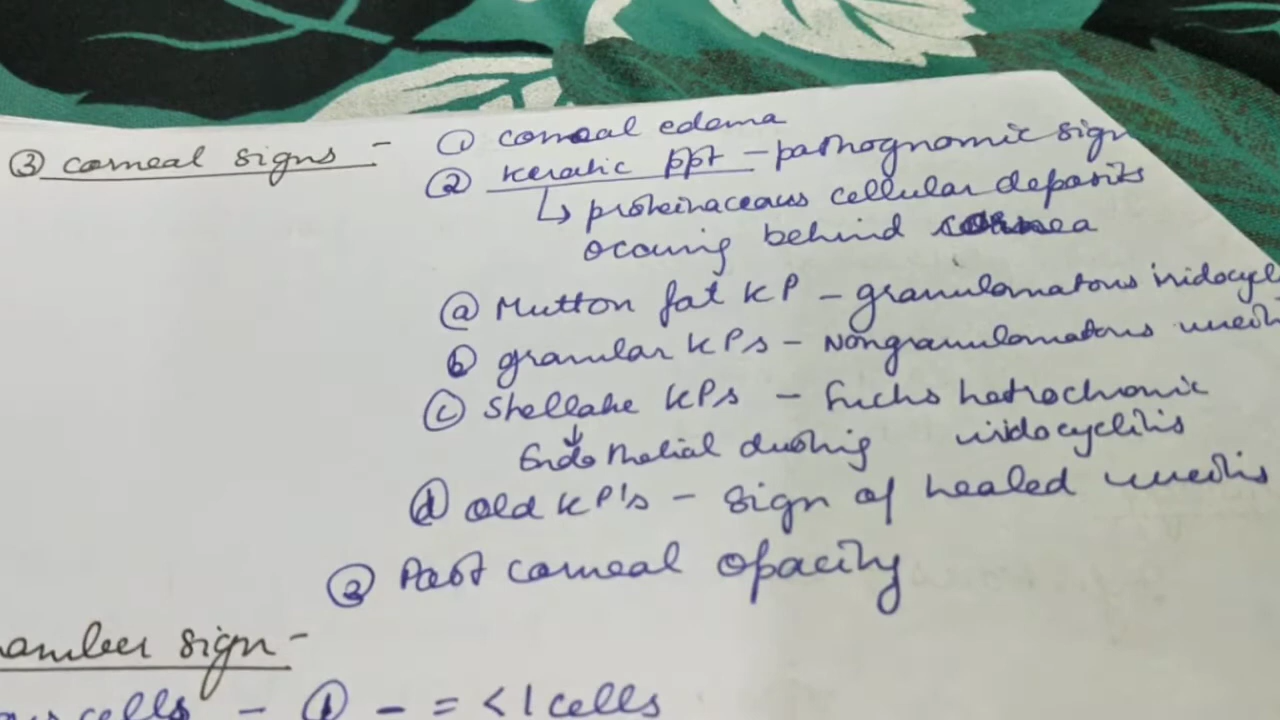 ③ corneal signs - ① corneal edema
② keratic ppt - pathognomic sign
↳ proteinaceous cellular deposits
occuring behind cornea
ⓐ Mutton fat KP - granulomatous iridocycl
ⓑ granular KPs - Nongranulomatous uveiti
ⓒ Stellate KPs - Fuchs hetrochromic
↓
Endothelial dusting iridocyclitis
ⓓ old KP's - sign of healed uveitis
③ Post corneal opacity
amber sign -
us cells - ① - = < 1 cells